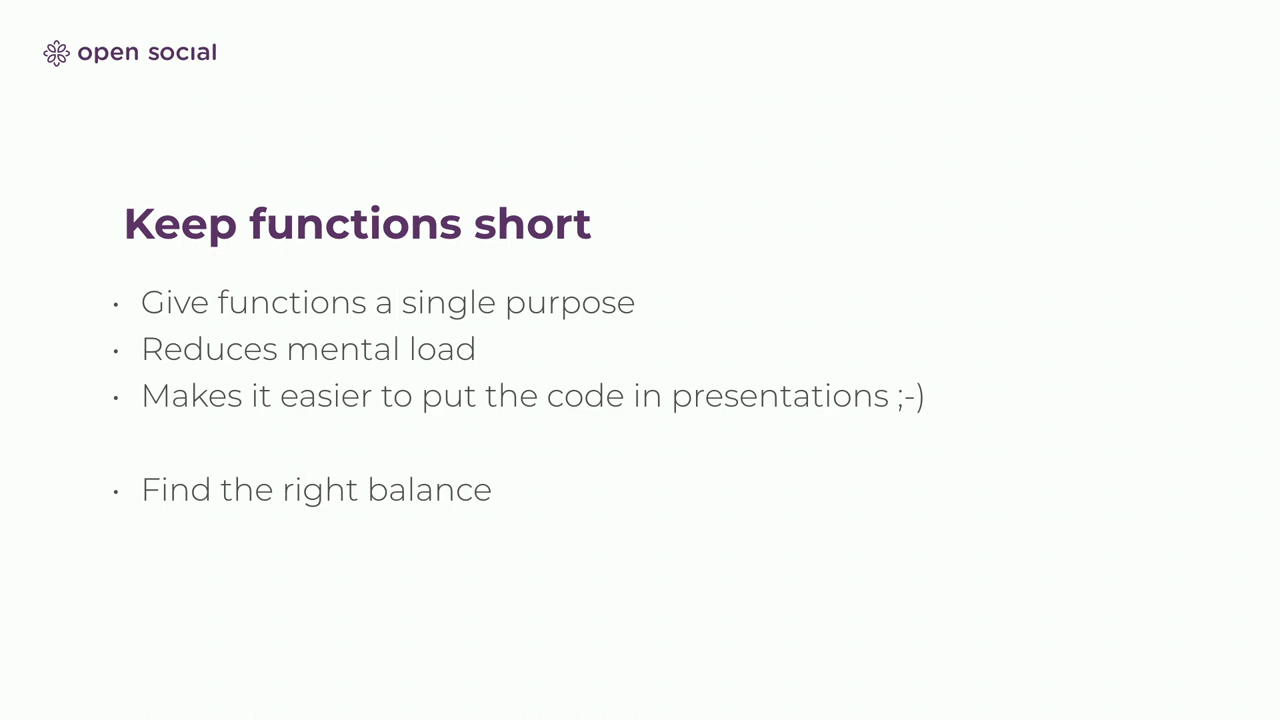 open social
Keep functions short
• Give functions a single purpose
• Reduces mental load
• Makes it easier to put the code in presentations ;-)
• Find the right balance